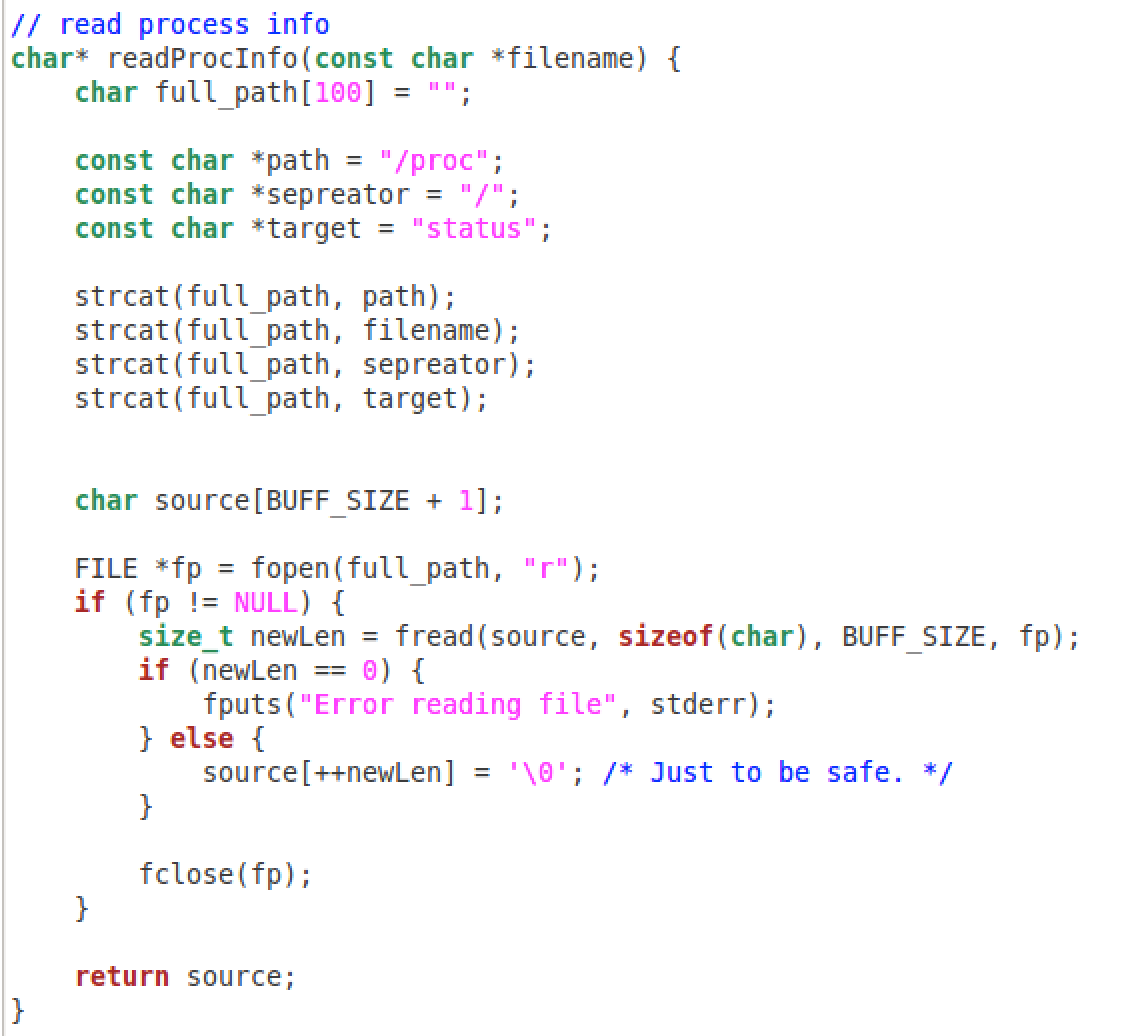 // read process info
char* readProcInfo(const char *filename) {
    char full_path[100] = "";
    const char *path = "/proc";
    const char *sepreator = "/";
    const char *target = "status";
    strcat(full_path, path);
    strcat(full_path, filename);
    strcat(full_path, sepreator);
    strcat(full_path, target);
    char source[BUFF_SIZE + 1];
    FILE *fp = fopen(full_path, "r");
    if (fp != NULL) {
        size_t newLen = fread(source, sizeof(char), BUFF_SIZE, fp);
        if (newLen == 0) {
            fputs("Error reading file", stderr);
        } else {
            source[++newLen] = '\0'; /* Just to be safe. */
        }
        fclose(fp);
    }
    return source;
}